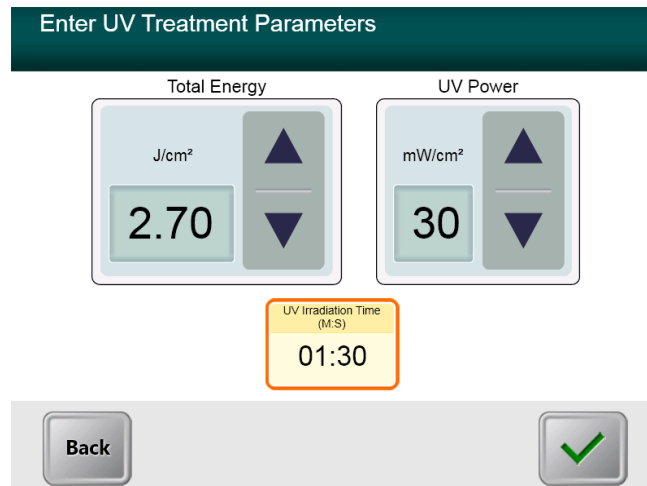 Enter UV Treatment Parameters
Total Energy
UV Power
J/cm²
mW/cm²
2.70
30
UV Irradiation Time
(M:S)
01:30
Back